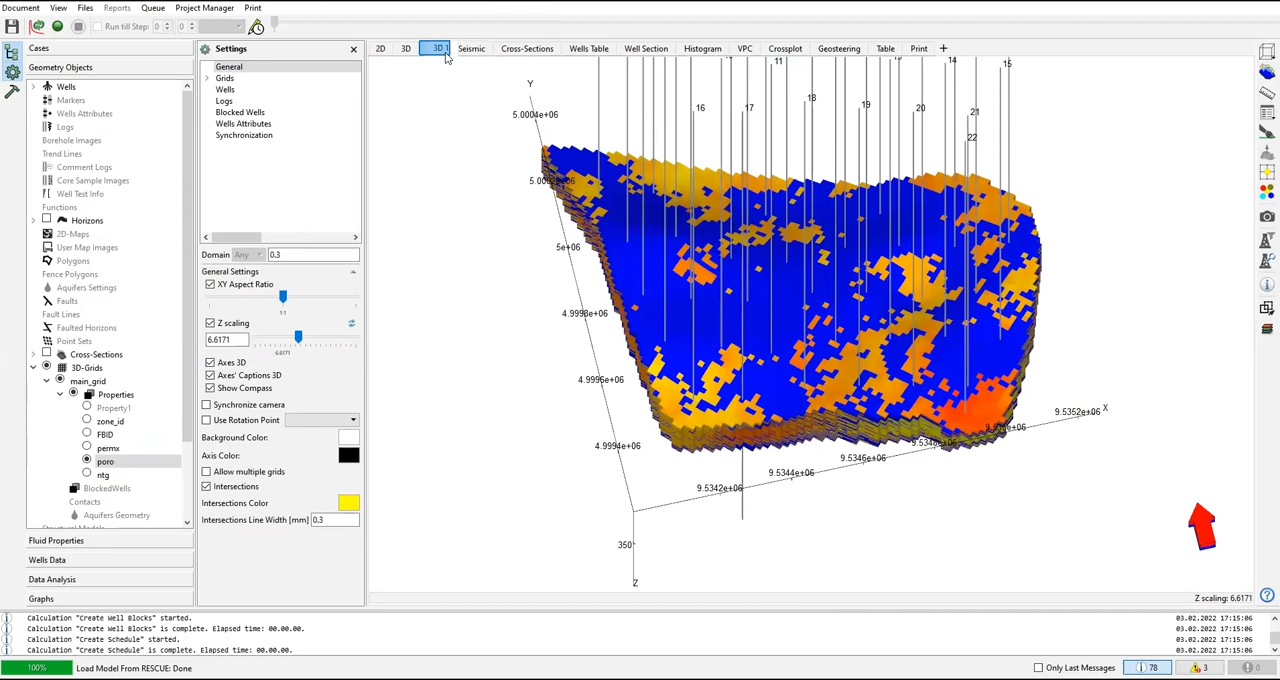 Document View Files Reports Queue Project Manager Print
Run till Step: 0 0
Cases
Geometry Objects
Wells
Markers
Wells Attributes
Logs
Borehole Images
Trend Lines
Comment Logs
Core Sample Images
Well Test Info
Functions
Horizons
2D-Maps
User Map Images
Polygons
Fence Polygons
Aquifers Settings
Faults
Fault Lines
Faulted Horizons
Point Sets
Cross-Sections
3D-Grids
main_grid
Properties
Property1
zone_id
FBID
permx
poro
ntg
BlockedWells
Contacts
Aquifers Geometry
Fluid Properties
Wells Data
Data Analysis
Graphs
Settings
General
Grids
Wells
Logs
Blocked Wells
Wells Attributes
Synchronization
Domain Any 0.3
General Settings
XY Aspect Ratio
1:1
Z scaling
6.6171
6.6171
Axes 3D
Axes' Captions 3D
Show Compass
Synchronize camera
Use Rotation Point
Background Color:
Axis Color:
Allow multiple grids
Intersections
Intersections Color
Intersections Line Width [mm] 0.3
2D 3D 3D 1 Seismic Cross-Sections Wells Table Well Section Histogram VPC Crossplot Geosteering Table Print +
11 14 15
16 17 18 19 20 21 22
Y
5.0004e+06
5e+06
4.9998e+06
4.9996e+06
4.9994e+06
X
9.5352e+06
9.5346e+06
9.5344e+06
9.5342e+06
350
Z
Z scaling: 6.6171
Calculation "Create Well Blocks" started. 03.02.2022 17:15:06
Calculation "Create Well Blocks" is complete. Elapsed time: 00.00.00. 03.02.2022 17:15:06
Calculation "Create Schedule" started. 03.02.2022 17:15:06
Calculation "Create Schedule" is complete. Elapsed time: 00.00.00. 03.02.2022 17:15:06
100% Load Model From RESCUE: Done Only Last Messages 78 3 0